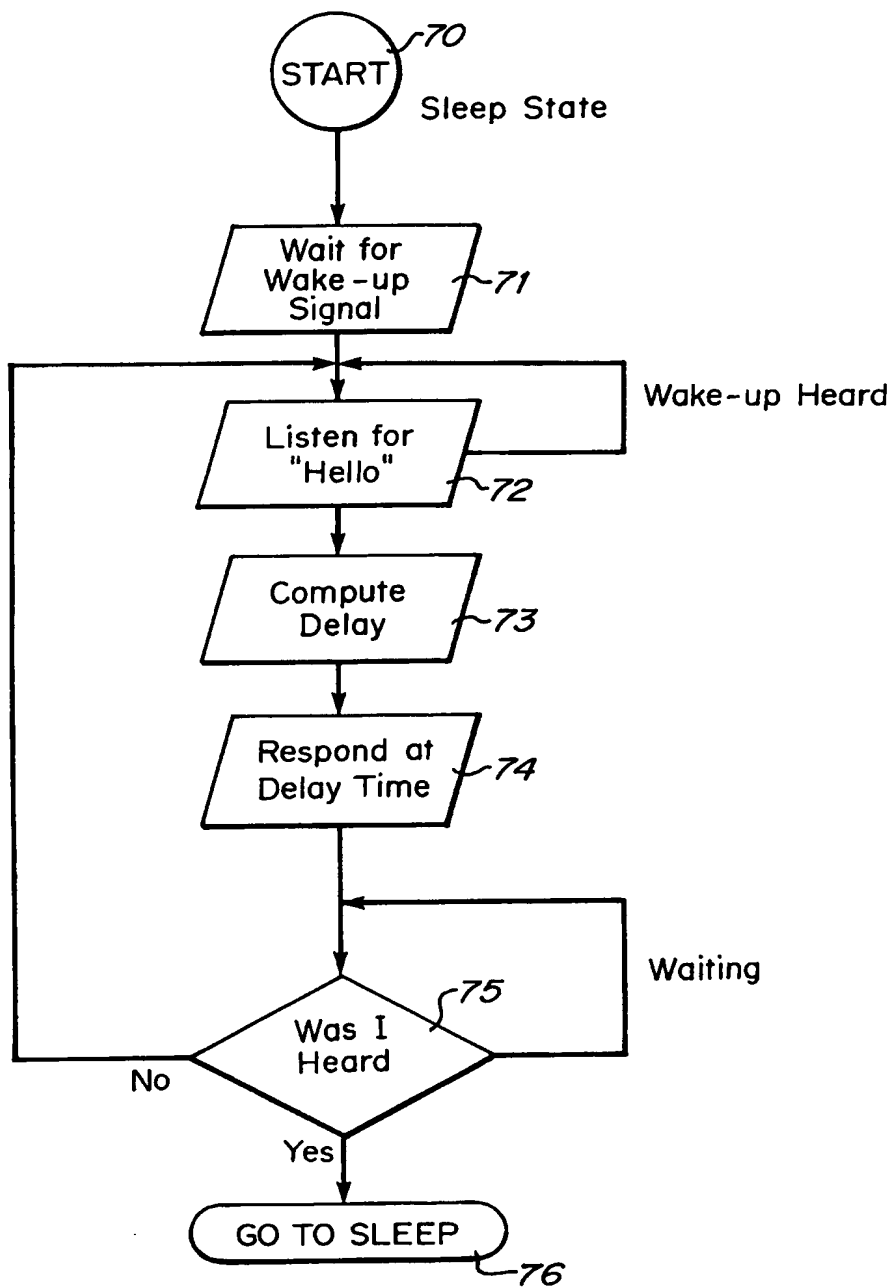 70
START
Sleep State
Wait for
Wake-up
Signal
71
Wake-up Heard
Listen for
"Hello"
72
Compute
Delay
73
Respond at
Delay Time
74
Waiting
75
Was I
Heard
No
Yes
GO TO SLEEP
76